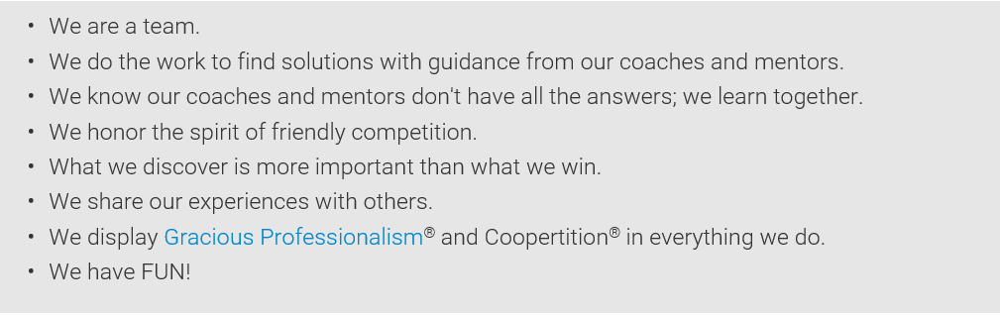 • We are a team.
• We do the work to find solutions with guidance from our coaches and mentors.
• We know our coaches and mentors don't have all the answers; we learn together.
• We honor the spirit of friendly competition.
• What we discover is more important than what we win.
• We share our experiences with others.
• We display Gracious Professionalism® and Coopertition® in everything we do.
• We have FUN!